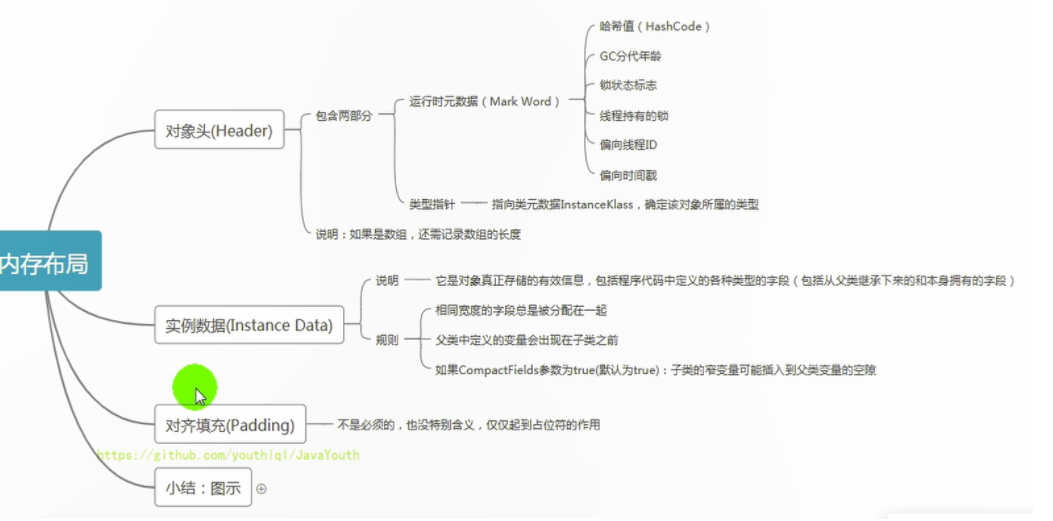 哈希值（HashCode）
GC分代年龄
锁状态标志
运行时元数据（Mark Word）
包含两部分
线程持有的锁
对象头(Header)
偏向线程ID
偏向时间戳
类型指针
指向类元数据InstanceKlass，确定该对象所属的类型
说明：如果是数组，还需记录数组的长度
内存布局
说明
它是对象真正存储的有效信息，包括程序代码中定义的各种类型的字段（包括从父类继承下来的和本身拥有的字段）
相同宽度的字段总是被分配在一起
实例数据(Instance Data)
规则
父类中定义的变量会出现在子类之前
如果CompactFields参数为true(默认为true)：子类的窄变量可能插入到父类变量的空隙
对齐填充(Padding)
不是必须的，也没特别含义，仅仅起到占位符的作用
https://github.com/youthlql/JavaYouth
小结：图示